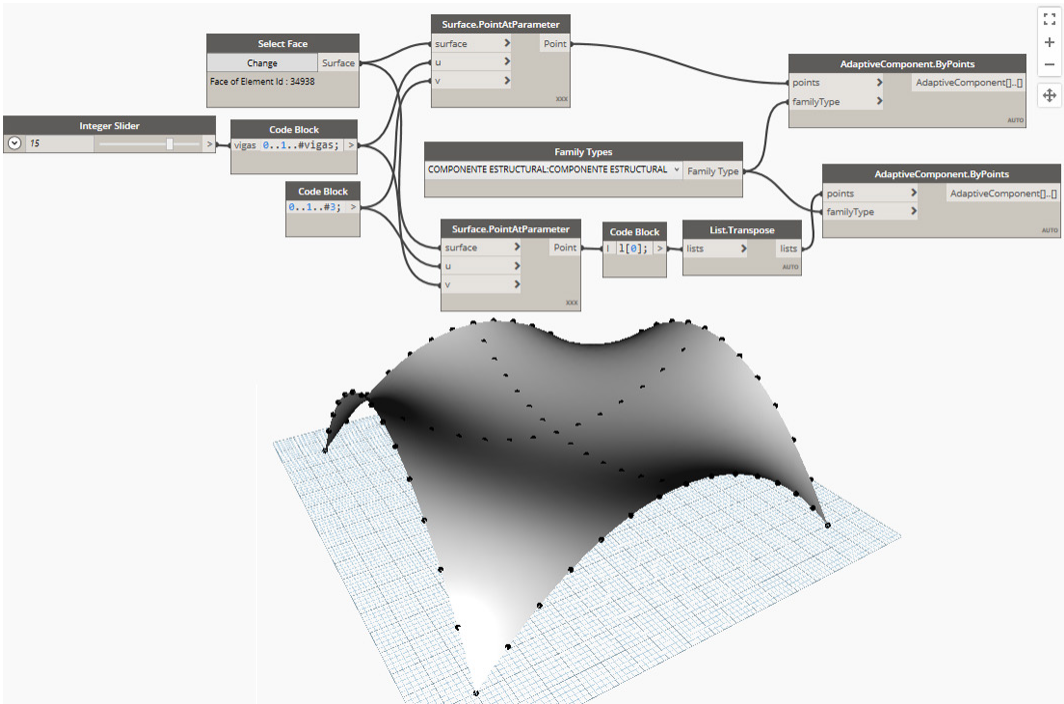 Surface.PointAtParameter
surface > Point
u >
v >
XXX
Select Face
Change Surface
Face of Element Id : 34938
AdaptiveComponent.ByPoints
points > AdaptiveComponent[]..[]
familyType >
AUTO
Integer Slider
15 >
Code Block
vigas 0..1..#vigas; >
Family Types
COMPONENTE ESTRUCTURAL:COMPONENTE ESTRUCTURAL Family Type
AdaptiveComponent.ByPoints
points > AdaptiveComponent[]..[]
familyType >
AUTO
Code Block
0..1..#3; >
Surface.PointAtParameter
surface > Point
u >
v >
XXX
Code Block
l l[0]; >
List.Transpose
lists > lists
AUTO